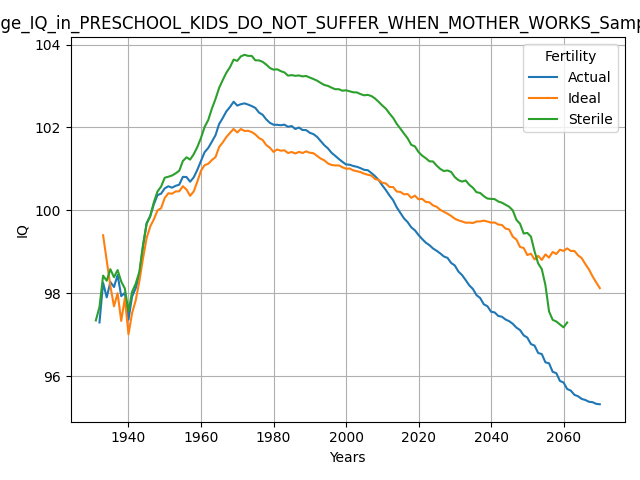 ge_IQ_in_PRESCHOOL_KIDS_DO_NOT_SUFFER_WHEN_MOTHER_WORKS_Samp
104
102
100
98
96
IQ
Fertility
Actual
Ideal
Sterile
1940 1960 1980 2000 2020 2040 2060
Years